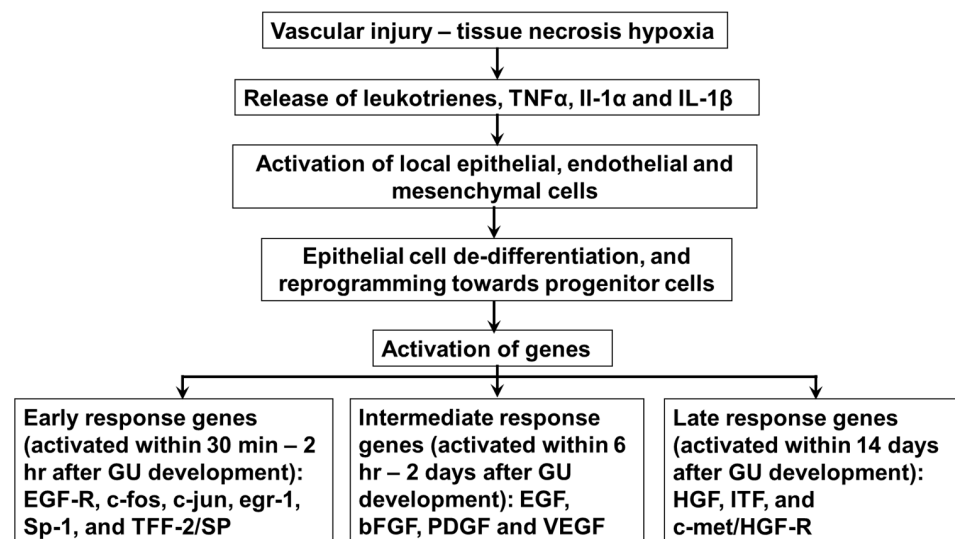 Vascular injury – tissue necrosis hypoxia
Release of leukotrienes, TNFα, Il-1α and IL-1β
Activation of local epithelial, endothelial and
mesenchymal cells
Epithelial cell de-differentiation, and
reprogramming towards progenitor cells
Activation of genes
Early response genes
(activated within 30 min – 2
hr after GU development):
EGF-R, c-fos, c-jun, egr-1,
Sp-1, and TFF-2/SP
Intermediate response
genes (activated within 6
hr – 2 days after GU
development): EGF,
bFGF, PDGF and VEGF
Late response genes
(activated within 14 days
after GU development):
HGF, ITF, and
c-met/HGF-R